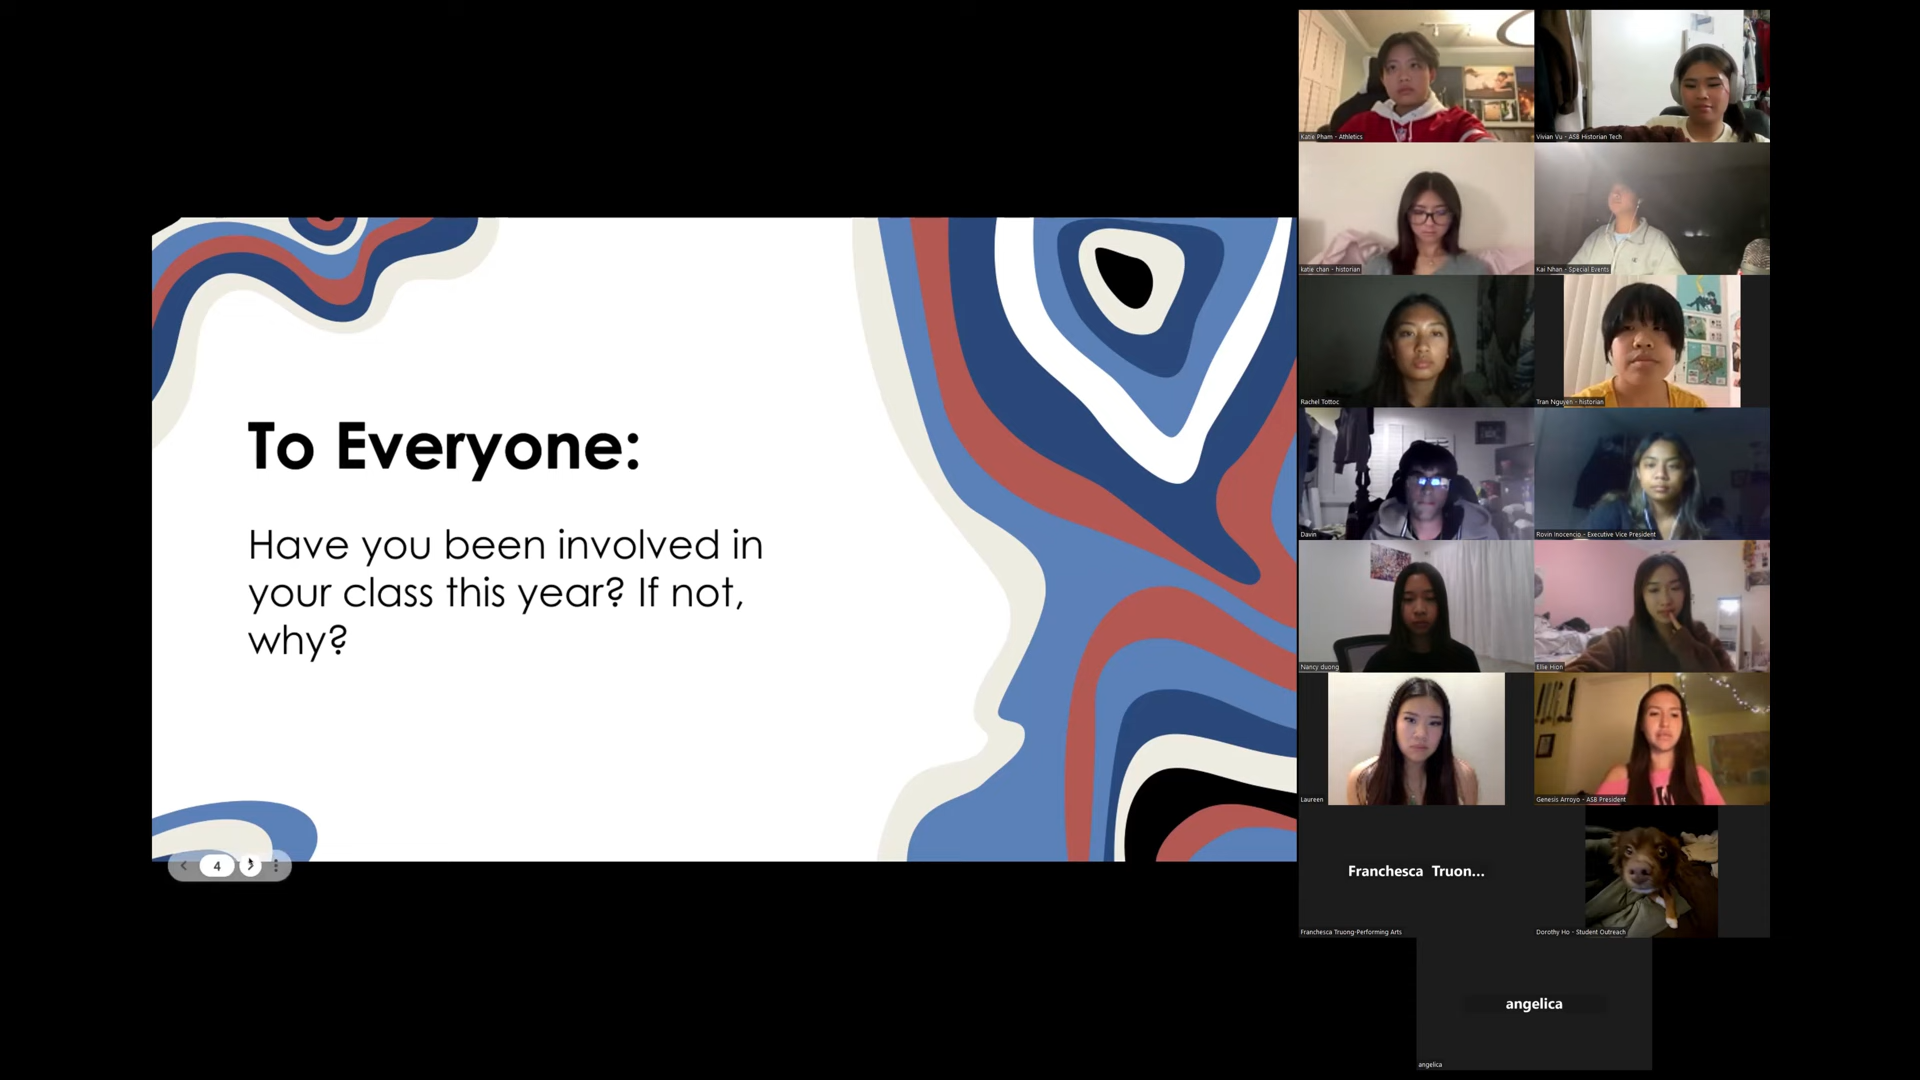 To Everyone:
Have you been involved in
your class this year? If not,
why?
4
Katie Pham - Athletics
Vivian Vu - ASB Historian Tech
katie chan - historian
Kai Nhan - Special Events
Rachel Tottoc
Tran Nguyen - historian
Davin
Rovin Inocencio - Executive Vice President
Nancy duong
Ellie Hion
Laureen
Genesis Arroyo - ASB President
Franchesca Truon...
Franchesca Truong-Performing Arts
Dorothy Ho - Student Outreach
angelica
angelica